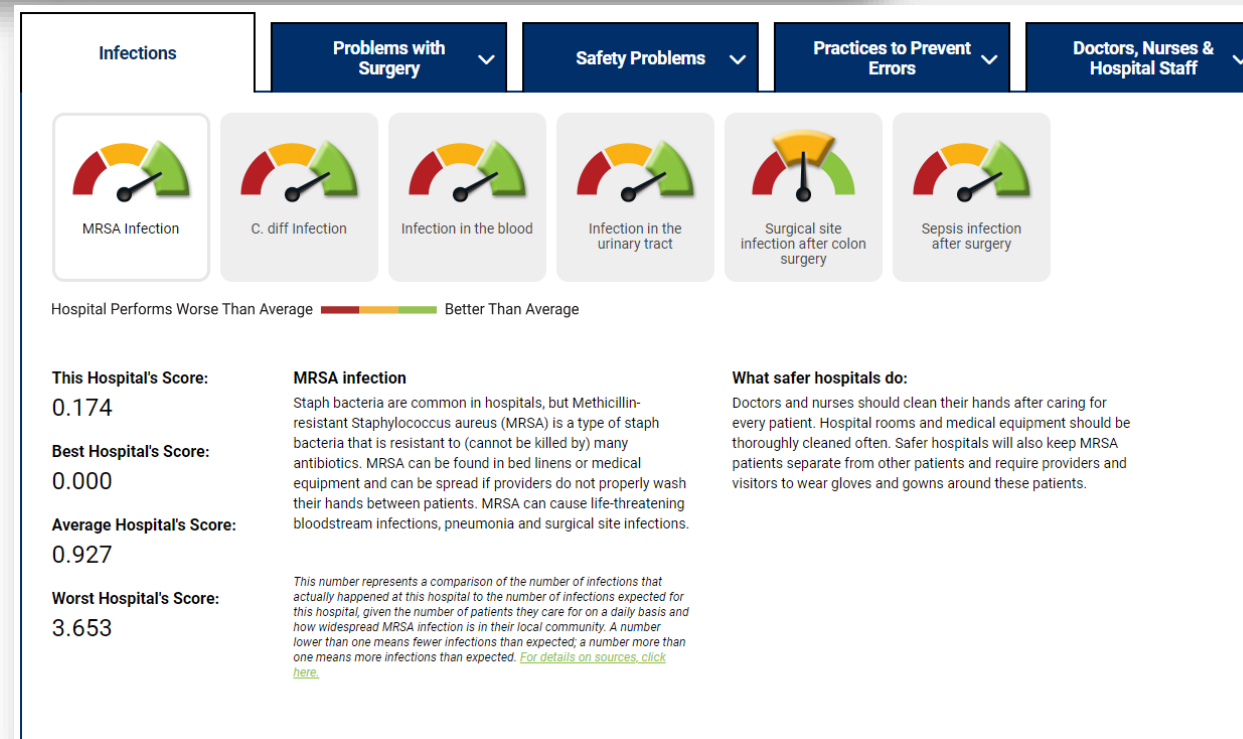 Infections
Problems with
Surgery
Safety Problems
Practices to Prevent
Errors
Doctors, Nurses &
Hospital Staff
MRSA Infection
C. diff Infection
Infection in the blood
Infection in the
urinary tract
Surgical site
infection after colon
surgery
Sepsis infection
after surgery
Hospital Performs Worse Than Average
Better Than Average
This Hospital's Score:
0.174
Best Hospital's Score:
0.000
Average Hospital's Score:
0.927
Worst Hospital's Score:
3.653
MRSA infection
Staph bacteria are common in hospitals, but Methicillin-
resistant Staphylococcus aureus (MRSA) is a type of staph
bacteria that is resistant to (cannot be killed by) many
antibiotics. MRSA can be found in bed linens or medical
equipment and can be spread if providers do not properly wash
their hands between patients. MRSA can cause life-threatening
bloodstream infections, pneumonia and surgical site infections.
This number represents a comparison of the number of infections that
actually happened at this hospital to the number of infections expected for
this hospital, given the number of patients they care for on a daily basis and
how widespread MRSA infection is in their local community. A number
lower than one means fewer infections than expected; a number more than
one means more infections than expected. For details on sources, click
here.
What safer hospitals do:
Doctors and nurses should clean their hands after caring for
every patient. Hospital rooms and medical equipment should be
thoroughly cleaned often. Safer hospitals will also keep MRSA
patients separate from other patients and require providers and
visitors to wear gloves and gowns around these patients.